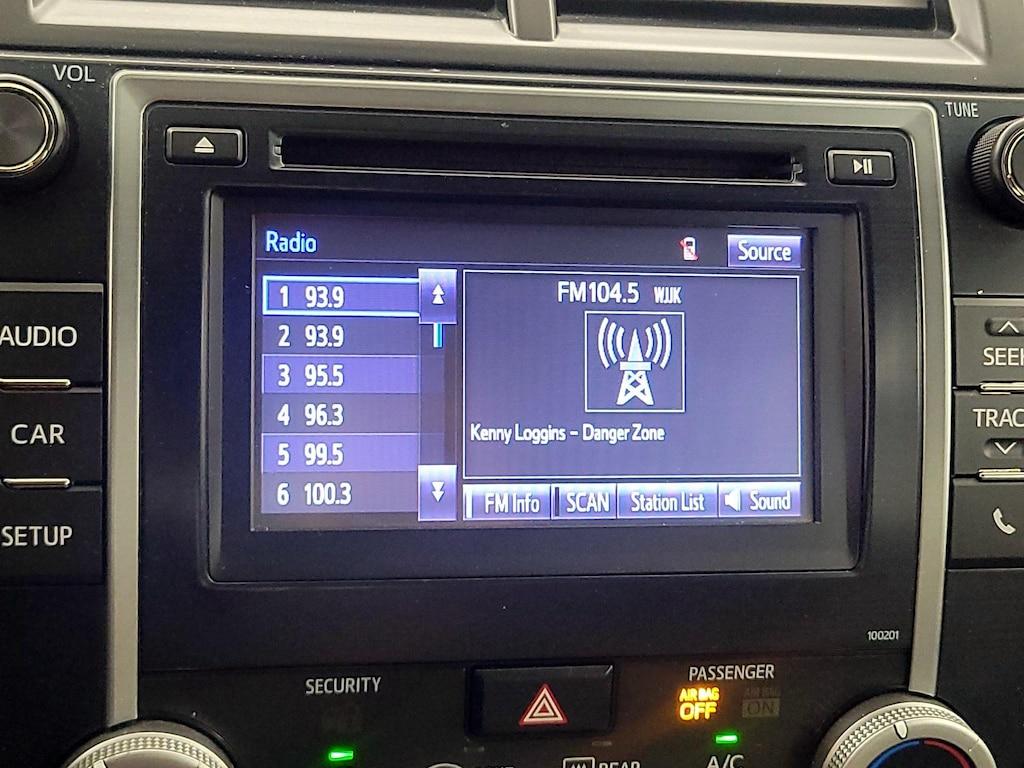 VOL
TUNE
Radio
Source
1 93.9
2 93.9
3 95.5
4 96.3
5 99.5
6 100.3
FM104.5 WJJK
Kenny Loggins - Danger Zone
FM Info
SCAN
Station List
Sound
AUDIO
CAR
SETUP
SEEK
TRACK
100201
SECURITY
PASSENGER
AIR BAG
OFF
AIR BAG
ON
REAR
A/C